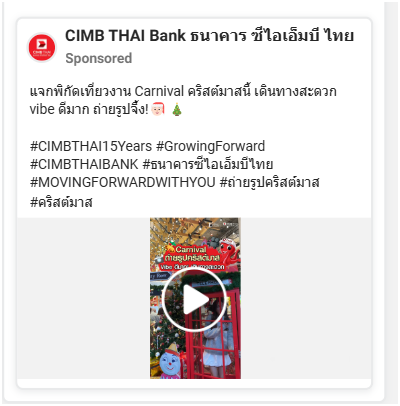 CIMB THAI Bank ธนาคาร ซีไอเอ็มบี ไทย
Sponsored
แจกพิกัดเที่ยวงาน Carnival คริสต์มาสนี้ เดินทางสะดวก
vibe ดีมาก ถ่ายรูปจึ้ง! 🎅 🎄
#CIMBTHAI15Years #GrowingForward
#CIMBTHAIBANK #ธนาคารซีไอเอ็มบีไทย
#MOVINGFORWARDWITHYOU #ถ่ายรูปคริสต์มาส
#คริสต์มาส
Carnival
ถ่ายรูปคริสต์มาส